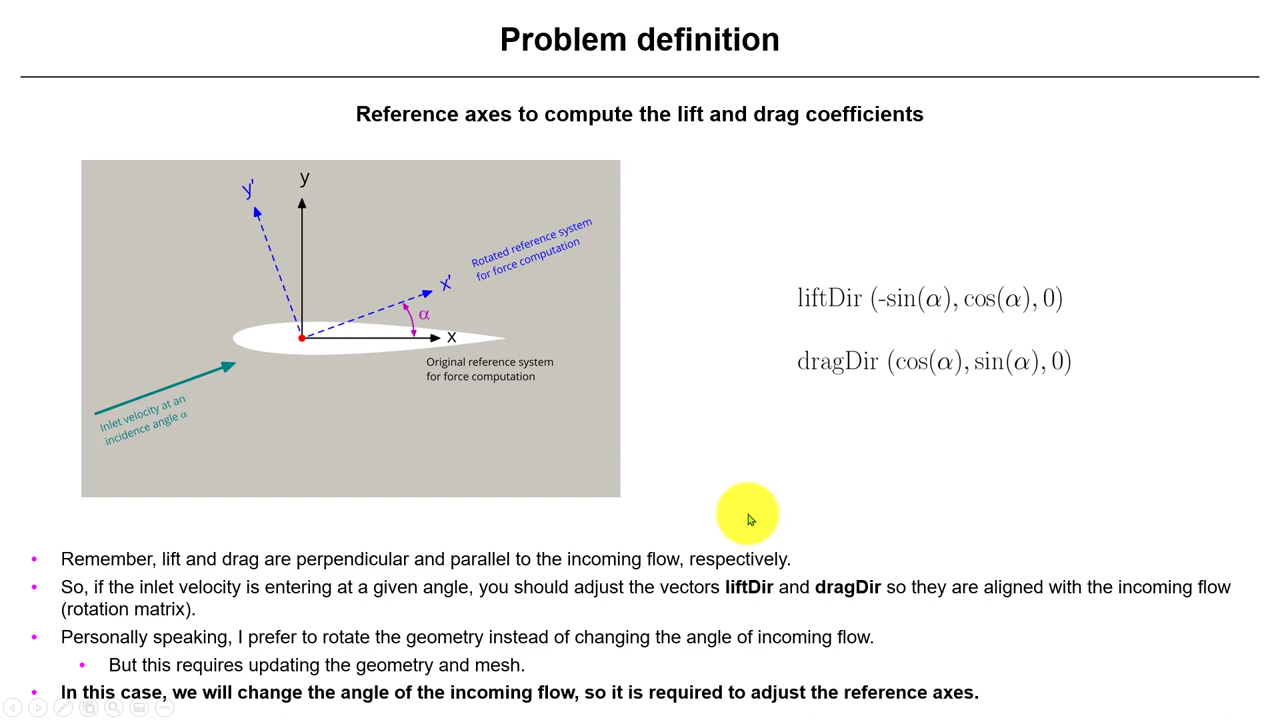 Problem definition
Reference axes to compute the lift and drag coefficients
y'
y
Rotated reference system
for force computation
x'
α
x
Original reference system
for force computation
Inlet velocity at an
incidence angle α
liftDir (-sin(α), cos(α), 0)
dragDir (cos(α), sin(α), 0)
• Remember, lift and drag are perpendicular and parallel to the incoming flow, respectively.
• So, if the inlet velocity is entering at a given angle, you should adjust the vectors liftDir and dragDir so they are aligned with the incoming flow
(rotation matrix).
• Personally speaking, I prefer to rotate the geometry instead of changing the angle of incoming flow.
• But this requires updating the geometry and mesh.
• In this case, we will change the angle of the incoming flow, so it is required to adjust the reference axes.